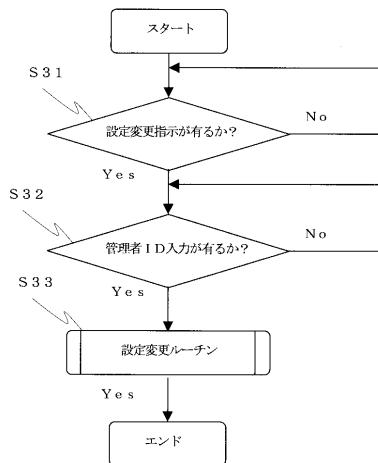 スタート
S31
設定変更指示が有るか？
No
Yes
S32
管理者ID入力が有るか？
No
Yes
S33
設定変更ルーチン
Yes
エンド